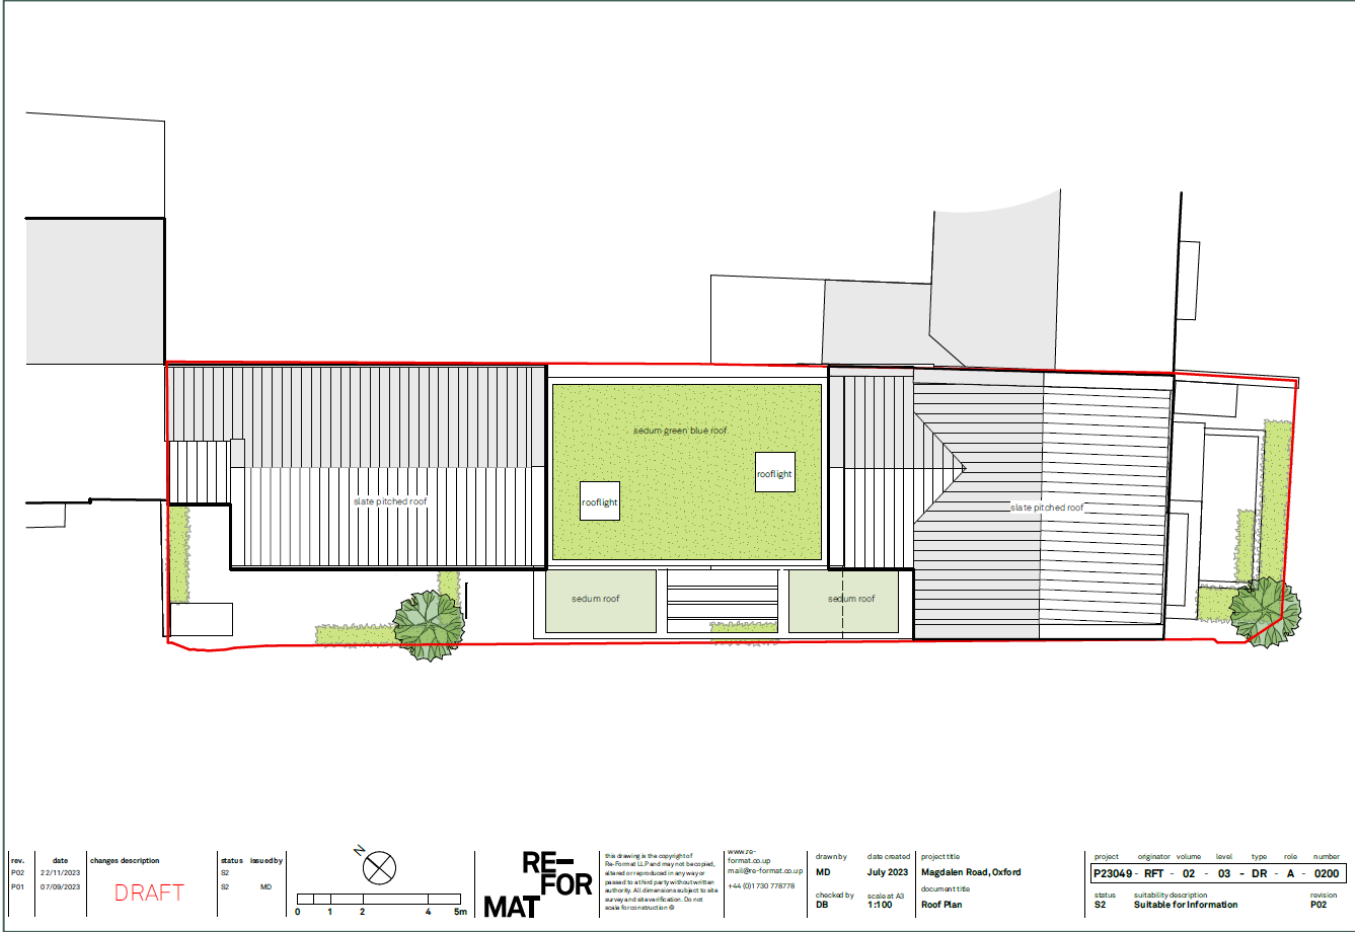 sedum green blue roof
rooflight
rooflight
slate pitched roof
slate pitched roof
sedum roof
sedum roof
rev. date changes description status issued by
P02 22/11/2023 S2
P01 07/09/2023 S2 MD
DRAFT
N
0 1 2 4 5m
RE-
FOR
MAT
this drawing is the copyright of
Re-Format LLP and may not be copied,
altered or reproduced in any way or
passed to a third party without written
authority. All dimensions subject to site
survey and site verification. Do not
scale for construction ©
www.re-
format.co.up
mail@re-format.co.up
+44 (0)1730 778778
drawn by date created
MD July 2023
checked by scale at A3
DB 1:100
project title
Magdalen Road, Oxford
document title
Roof Plan
project originator volume level type role number
P23049 - RFT - 02 - 03 - DR - A - 0200
status suitability description revision
S2 Suitable for Information P02